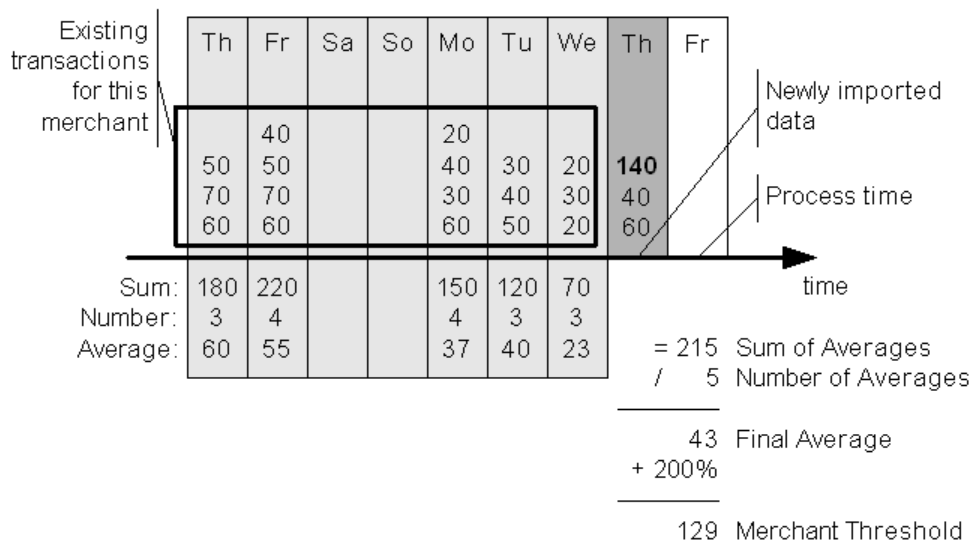 Existing
transactions
for this
merchant
Th Fr Sa So Mo Tu We Th Fr
40 20
50 50 40 30 20 140
70 70 30 40 30 40
60 60 60 50 20 60
Newly imported
data
Process time
time
Sum: 180 220 150 120 70
Number: 3 4 4 3 3
Average: 60 55 37 40 23
= 215 Sum of Averages
/ 5 Number of Averages
43 Final Average
+ 200%
129 Merchant Threshold